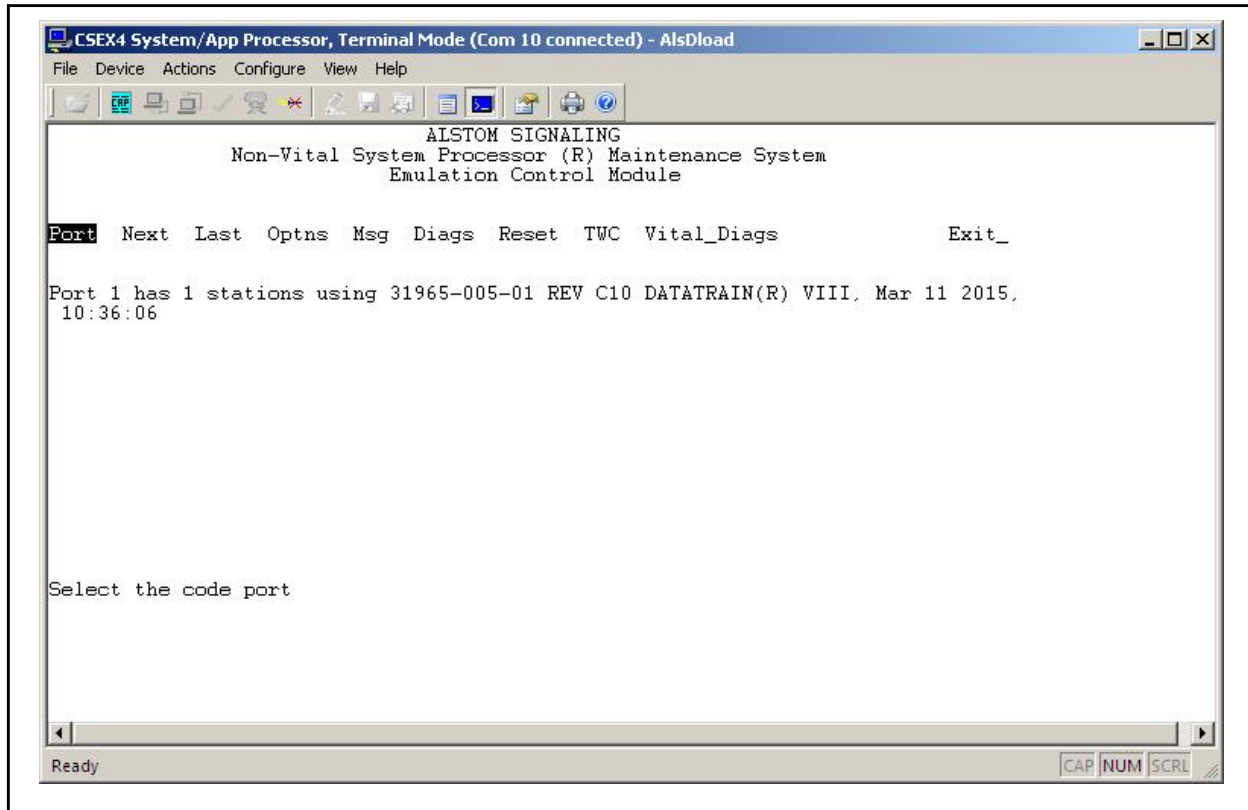 CSEX4 System/App Processor, Terminal Mode (Com 10 connected) - AlsDload
File Device Actions Configure View Help
CAP
ALSTOM SIGNALING
Non-Vital System Processor (R) Maintenance System
Emulation Control Module
Port Next Last Optns Msg Diags Reset TWC Vital_Diags Exit_
Port 1 has 1 stations using 31965-005-01 REV C10 DATATRAIN(R) VIII, Mar 11 2015,
10:36:06
Select the code port
Ready CAP NUM SCRL